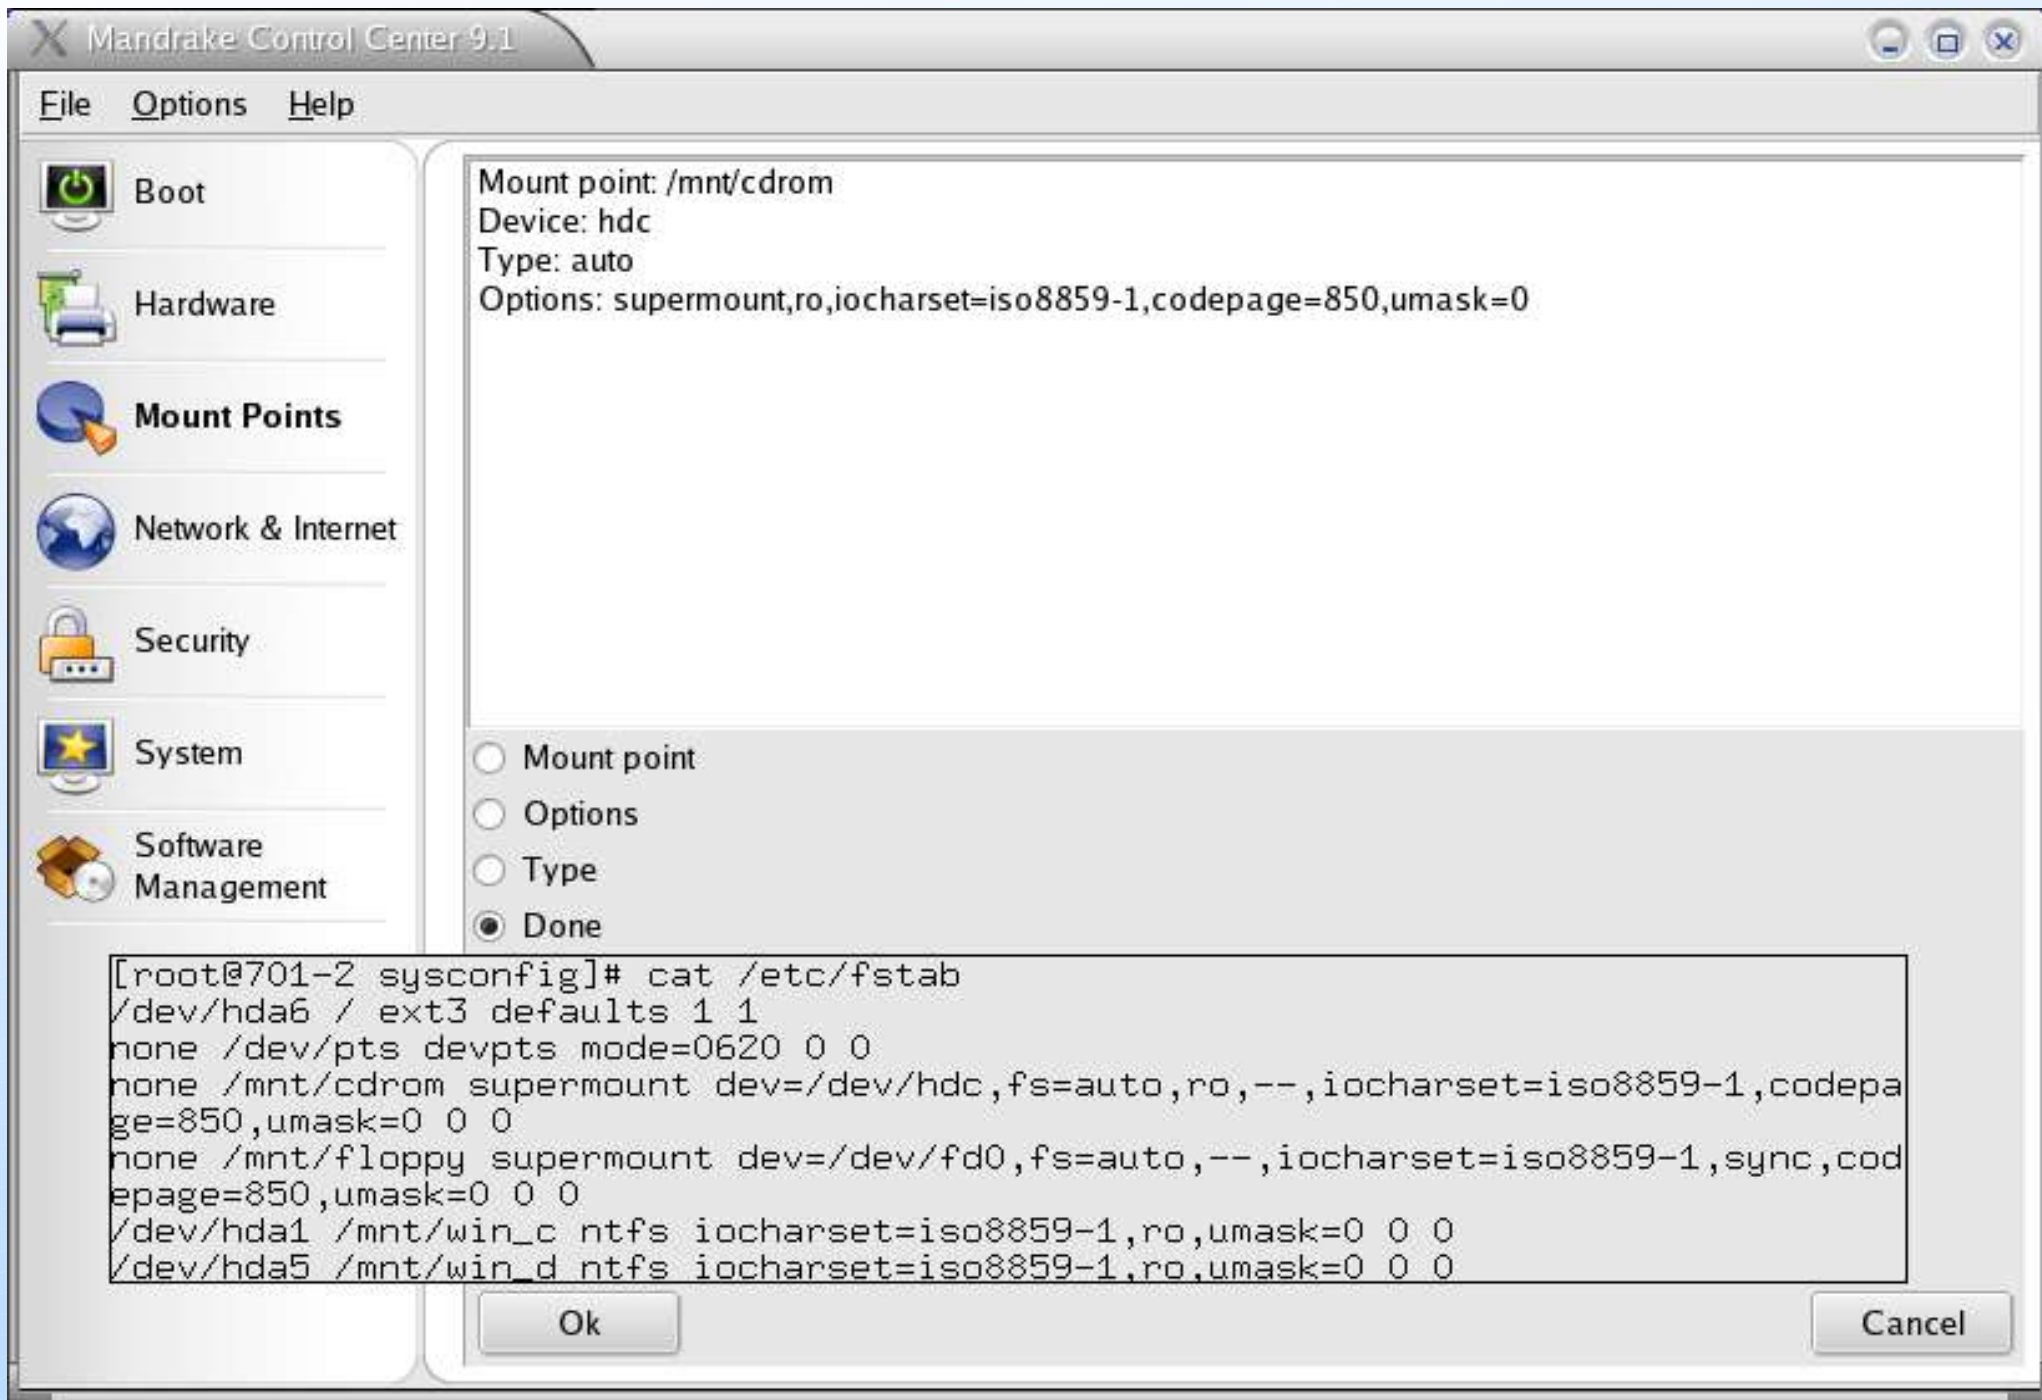 Mandrake Control Center 9.1
File Options Help
Boot
Hardware
Mount Points
Network & Internet
Security
System
Software
Management
Mount point: /mnt/cdrom
Device: hdc
Type: auto
Options: supermount,ro,iocharset=iso8859-1,codepage=850,umask=0
Mount point
Options
Type
Done
[root@701-2 sysconfig]# cat /etc/fstab
/dev/hda6 / ext3 defaults 1 1
none /dev/pts devpts mode=0620 0 0
none /mnt/cdrom supermount dev=/dev/hdc,fs=auto,ro,--,iocharset=iso8859-1,codepa
ge=850,umask=0 0 0
none /mnt/floppy supermount dev=/dev/fd0,fs=auto,--,iocharset=iso8859-1,sync,cod
epage=850,umask=0 0 0
/dev/hda1 /mnt/win_c ntfs iocharset=iso8859-1,ro,umask=0 0 0
/dev/hda5 /mnt/win_d ntfs iocharset=iso8859-1,ro,umask=0 0 0
Ok Cancel